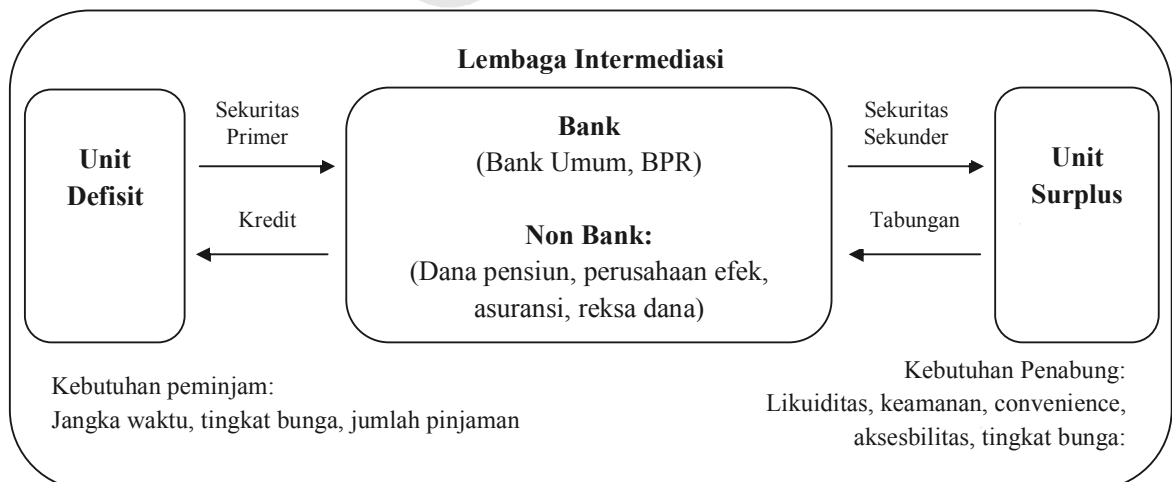 Lembaga Intermediasi
Unit
Defisit
Sekuritas
Primer
Kredit
Bank
(Bank Umum, BPR)
Non Bank:
(Dana pensiun, perusahaan efek,
asuransi, reksa dana)
Sekuritas
Sekunder
Tabungan
Unit
Surplus
Kebutuhan peminjam:
Jangka waktu, tingkat bunga, jumlah pinjaman
Kebutuhan Penabung:
Likuiditas, keamanan, convenience,
aksesbilitas, tingkat bunga: